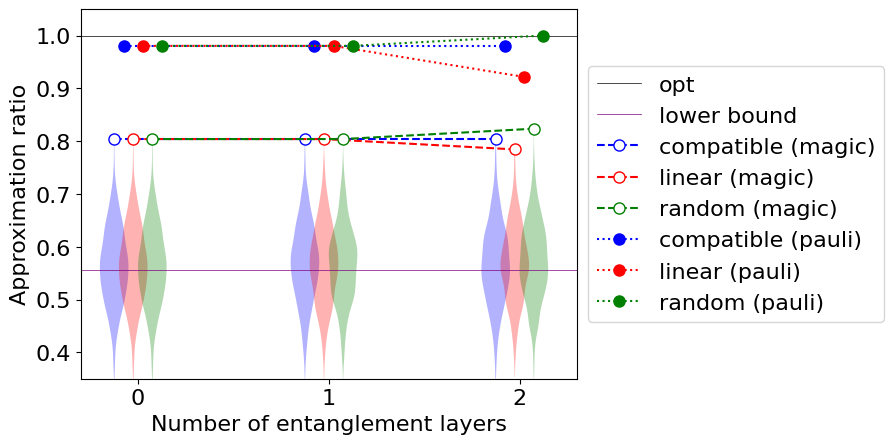 1.0
0.9
0.8
0.7
0.6
0.5
0.4
Approximation ratio
0 1 2
Number of entanglement layers
opt
lower bound
compatible (magic)
linear (magic)
random (magic)
compatible (pauli)
linear (pauli)
random (pauli)